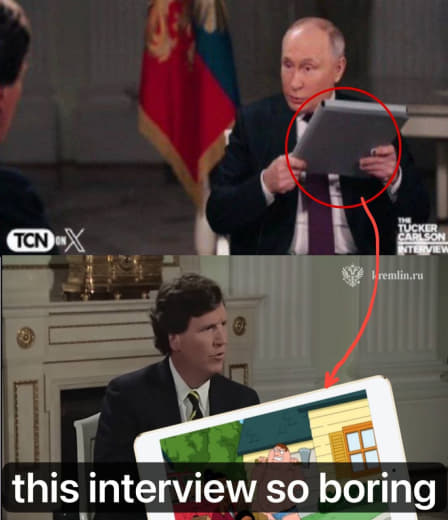 TCN ON X
THE
TUCKER
CARLSON
INTERVIEW
kremlin.ru
this interview so boring